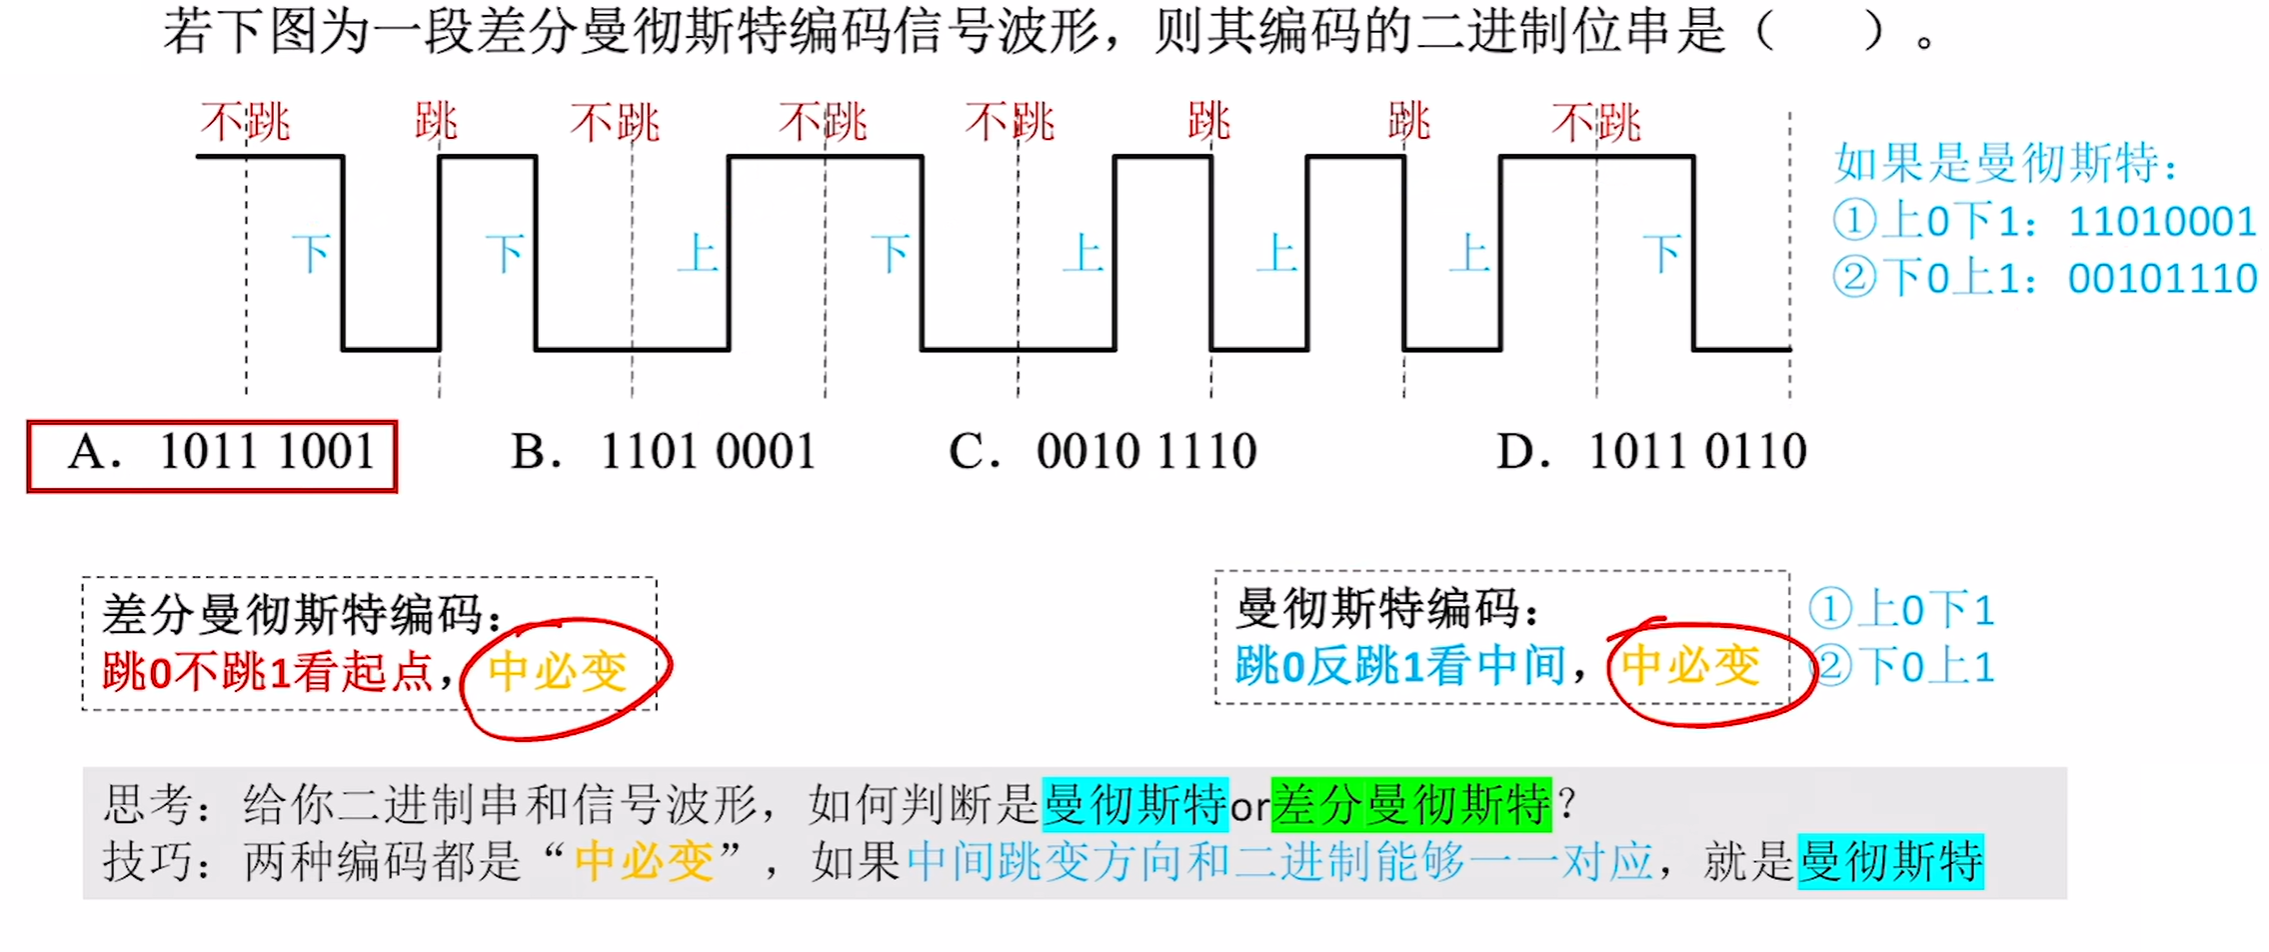 若下图为一段差分曼彻斯特编码信号波形，则其编码的二进制位串是（　　）。
不跳 跳 不跳 不跳 不跳 跳 跳 不跳
如果是曼彻斯特：
①上0下1：11010001
②下0上1：00101110
下 下 上 下 上 上 上 下
A. 1011 1001 B. 1101 0001 C. 0010 1110 D. 1011 0110
差分曼彻斯特编码：
跳0不跳1看起点，中必变
曼彻斯特编码：
跳0反跳1看中间，中必变
①上0下1
②下0上1
思考：给你二进制串和信号波形，如何判断是曼彻斯特or差分曼彻斯特？
技巧：两种编码都是“中必变”，如果中间跳变方向和二进制能够一一对应，就是曼彻斯特